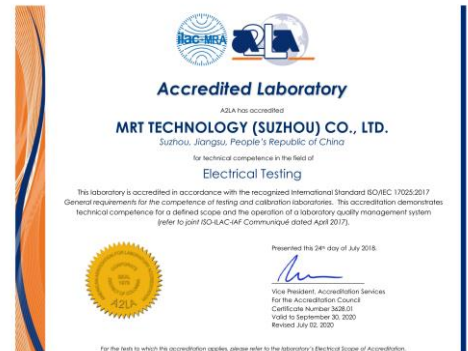 ilac-MRA
A2LA
Accredited Laboratory
A2LA has accredited
MRT TECHNOLOGY (SUZHOU) CO., LTD.
Suzhou, Jiangsu, People's Republic of China
for technical competence in the field of
Electrical Testing
This laboratory is accredited in accordance with the recognized International Standard ISO/IEC 17025:2017
General requirements for the competence of testing and calibration laboratories. This accreditation demonstrates
technical competence for a defined scope and the operation of a laboratory quality management system
(refer to joint ISO-ILAC-IAF Communiqué dated April 2017).
Presented this 24th day of July 2018.
SEAL
1978
A2LA
Vice President, Accreditation Services
For the Accreditation Council
Certificate Number 3628.01
Valid to September 30, 2020
Revised July 02, 2020
For the tests to which this accreditation applies, please refer to the laboratory's Electrical Scope of Accreditation.